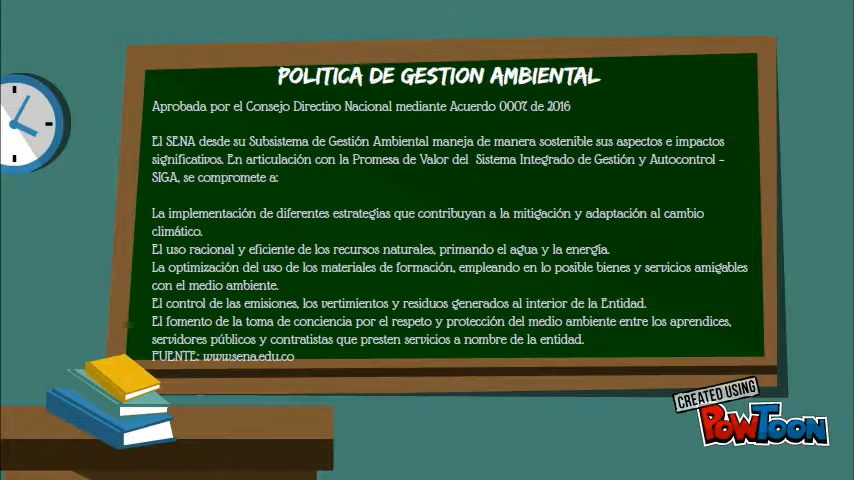 POLITICA DE GESTION AMBIENTAL
Aprobada por el Consejo Directivo Nacional mediante Acuerdo 0007 de 2016
El SENA desde su Subsistema de Gestión Ambiental maneja de manera sostenible sus aspectos e impactos
significativos. En articulación con la Promesa de Valor del Sistema Integrado de Gestión y Autocontrol –
SIGA, se compromete a:
La implementación de diferentes estrategias que contribuyan a la mitigación y adaptación al cambio
climático.
El uso racional y eficiente de los recursos naturales, primando el agua y la energía.
La optimización del uso de los materiales de formación, empleando en lo posible bienes y servicios amigables
con el medio ambiente.
El control de las emisiones, los vertimientos y residuos generados al interior de la Entidad.
El fomento de la toma de conciencia por el respeto y protección del medio ambiente entre los aprendices,
servidores públicos y contratistas que presten servicios a nombre de la entidad.
FUENTE: www.sena.edu.co
CREATED USING
POWTOON